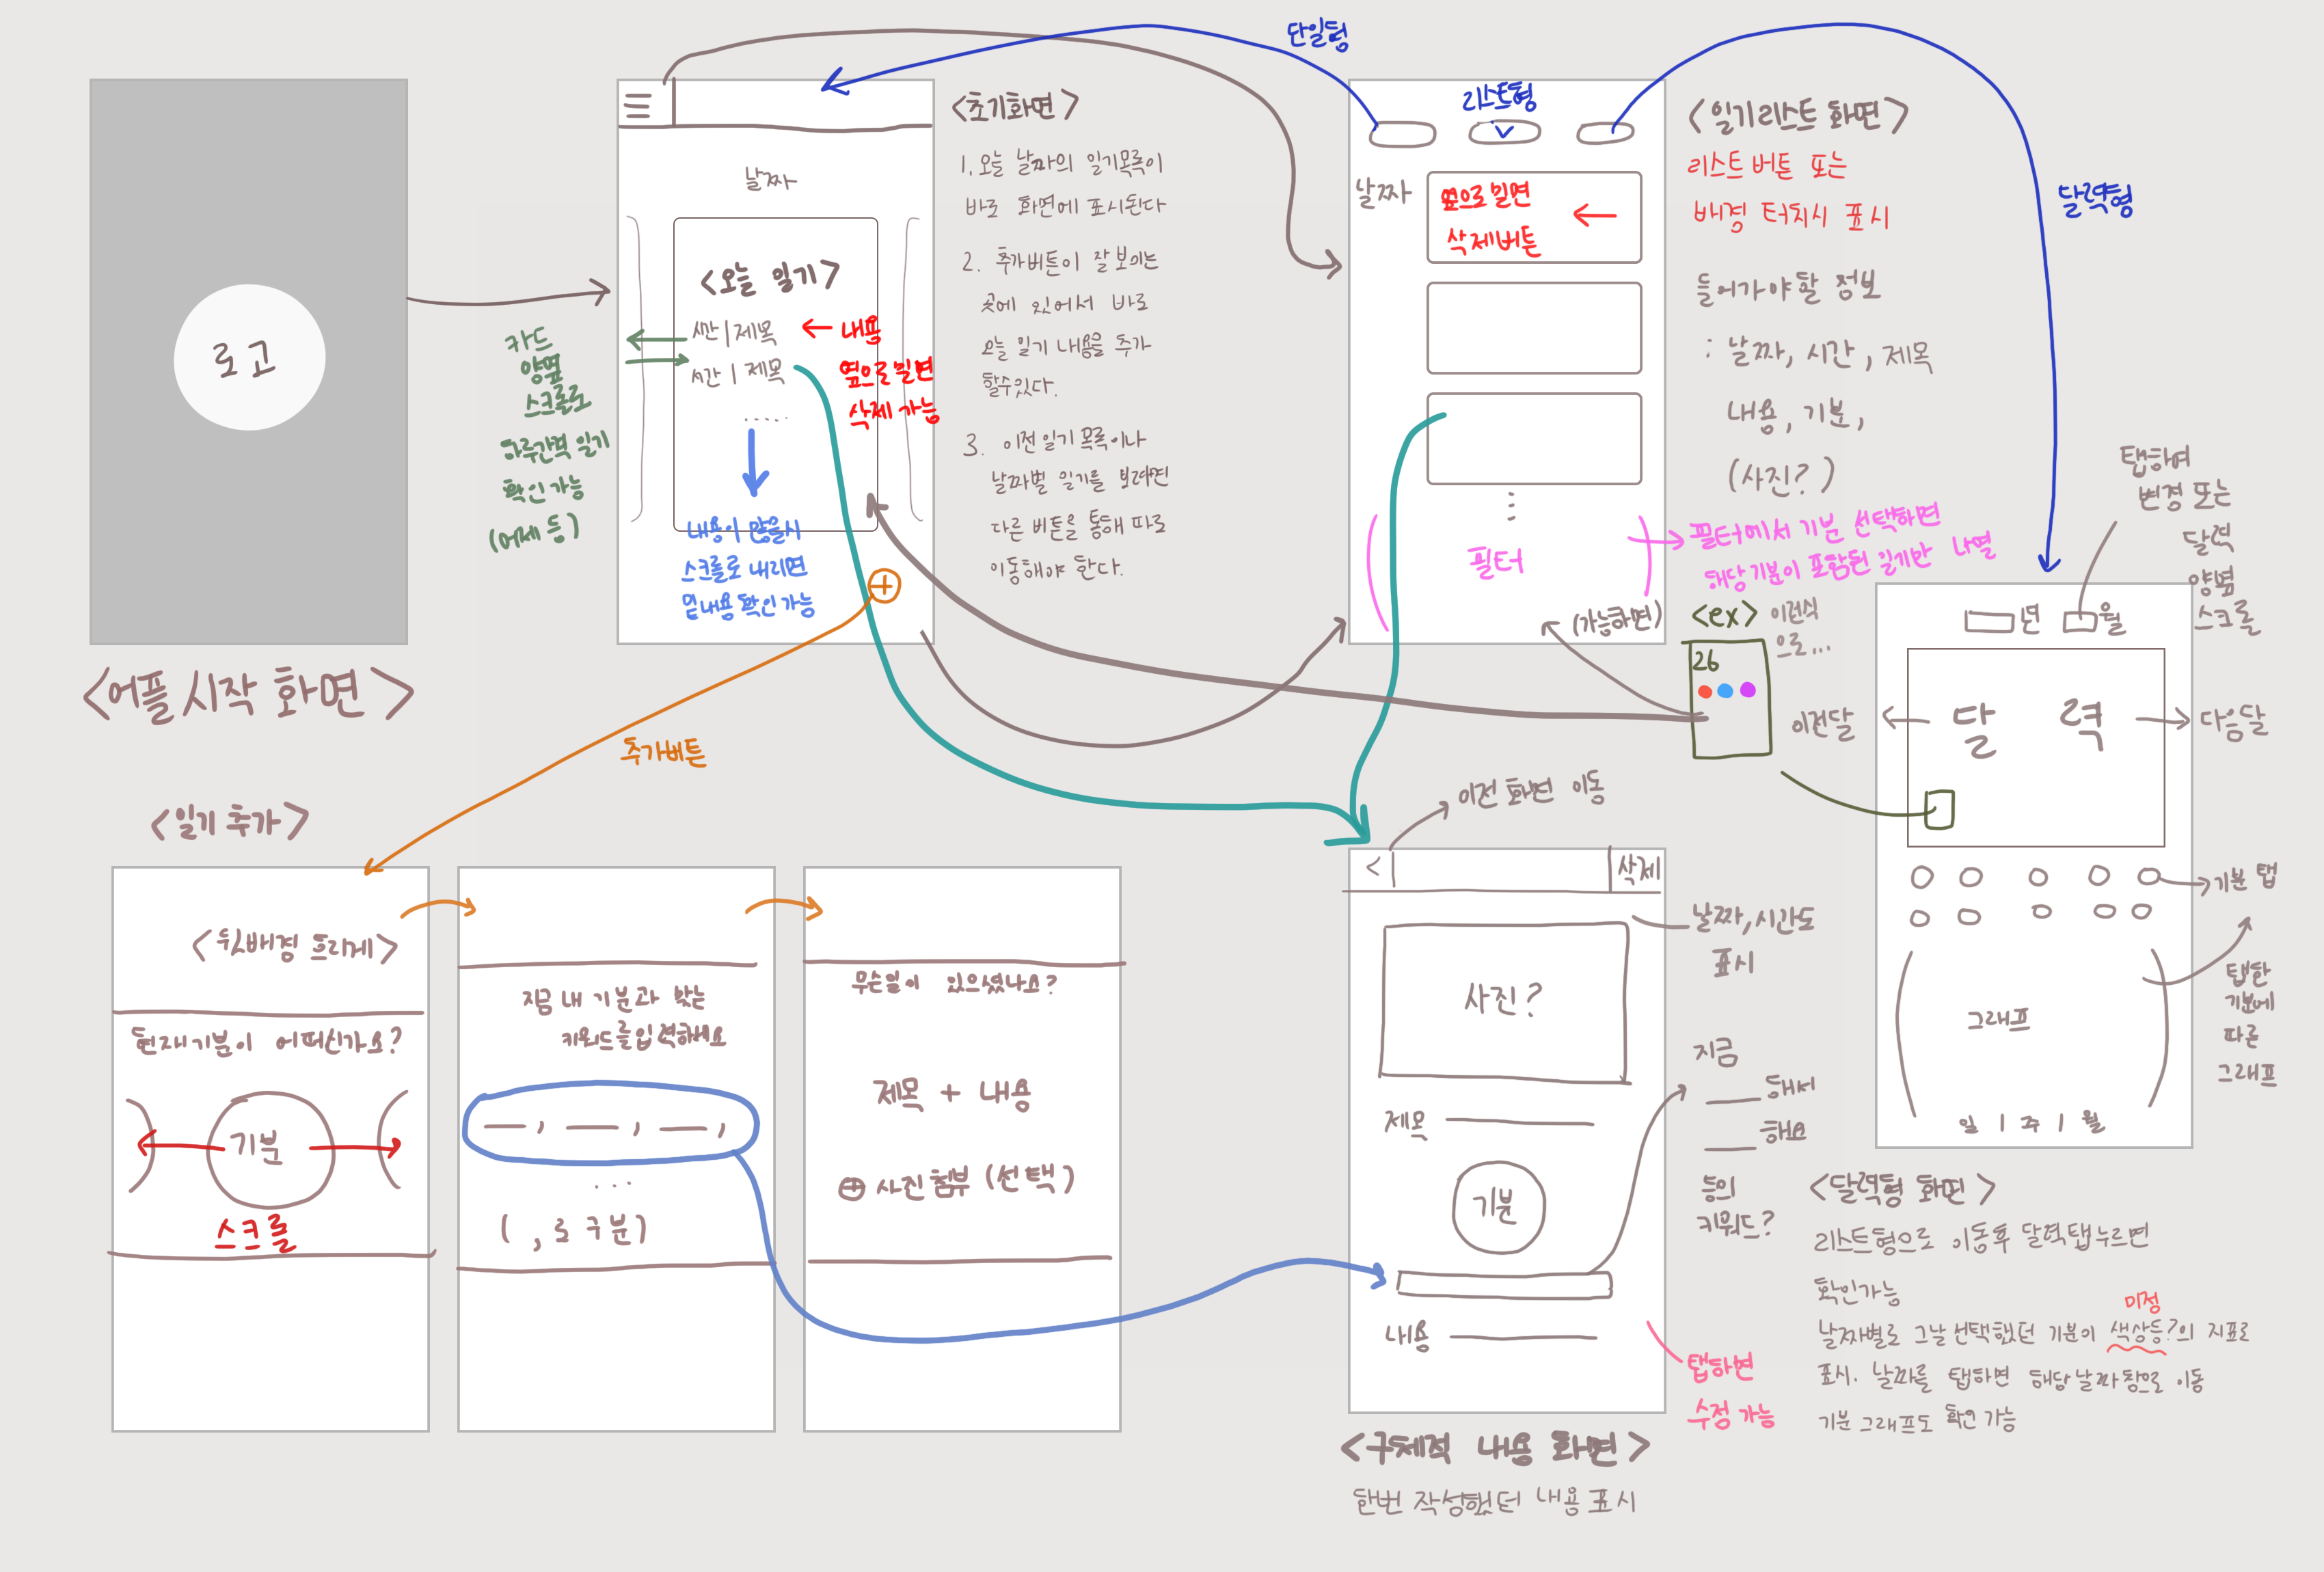 로고
<어플 시작 화면>
날짜
<오늘 일기>
시간 | 제목
시간 | 제목
.....
← 내용
옆으로 밀면
삭제 가능
내용이 많을시
스크롤로 내리면
밑내용 확인 가능
카드
양옆
스크롤로
하루간격 일기
확인 가능
(어제 등)
<초기화면>
1. 오늘 날짜의 일기목록이
바로 화면에 표시된다
2. 추가버튼이 잘 보이는
곳에 있어서 바로
오늘 일기 내용을 추가
할수있다.
3. 이전 일기 목록이나
날짜별 일기를 보려면
다른 버튼을 통해 따로
이동해야 한다.
단일형
리스트형
달력형
날짜
옆으로 밀면
삭제버튼
필터
(가능하면)
<일기리스트 화면>
리스트 버튼 또는
배경 터치시 표시
들어가야할 정보
: 날짜, 시간, 제목
내용, 기분,
(사진?)
필터에서 기분 선택하면
해당 기분이 포함된 일기만 나열
<ex>
이런식
으로...
26
탭하여
변경 또는
달력
양옆
스크롤
년 월
달력
이전달
다음달
기분 탭
그래프
탭한
기분에
따른
그래프
일 | 주 | 월
<달력형 화면>
리스트형으로 이동후 달력탭누르면
확인가능
미정
날짜별로 그날 선택했던 기분이 색상등?의 지표로
표시. 날짜를 탭하면 해당날짜창으로 이동
기분 그래프도 확인 가능
추가버튼
<일기 추가>
<뒷배경 흐리게>
현재기분이 어떠신가요?
기분
스크롤
지금 내 기분과 맞는
키워드를 입력하세요
__, __, __,
...
( , 로 구분)
무슨일이 있으셨나요?
제목 + 내용
⊕ 사진 첨부 (선택)
이전 화면 이동
<
삭제
날짜, 시간도
표시
사진?
제목
기분
내용
지금
__ 해서
__ 해요
등의
키워드?
탭하면
수정 가능
<구체적 내용 화면>
한번 작성했던 내용 표시